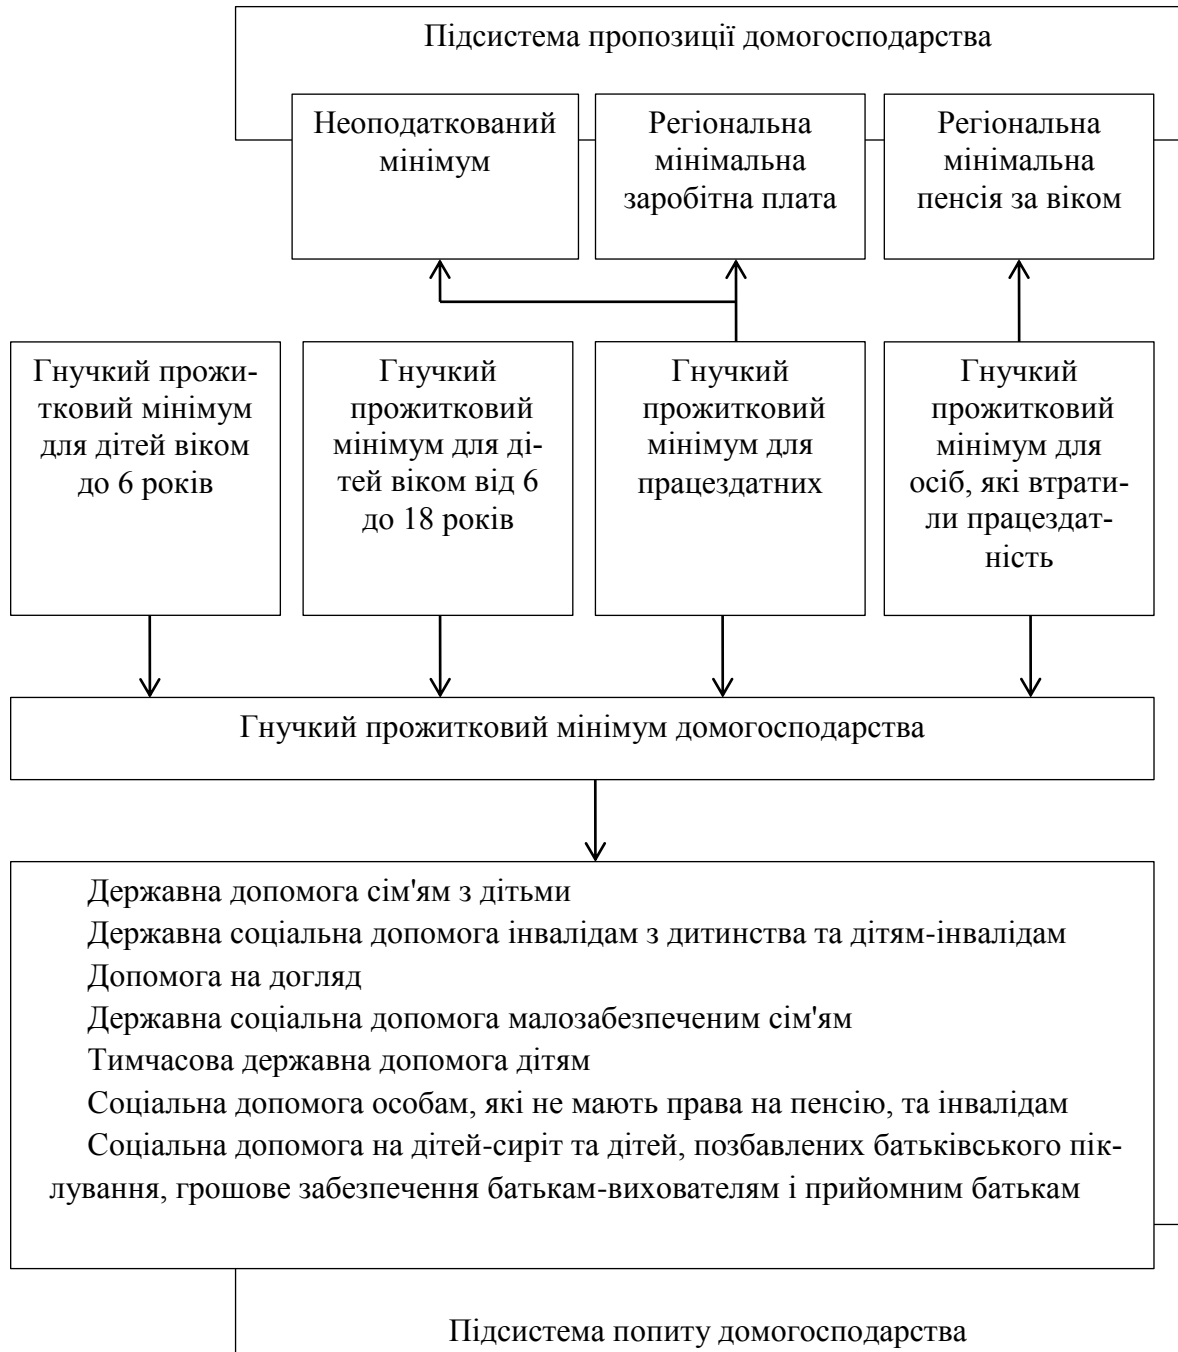 Підсистема пропозиції домогосподарства
Неоподаткований
мінімум
Регіональна
мінімальна
заробітна плата
Регіональна
мінімальна
пенсія за віком
Гнучкий прожи-
тковий мінімум
для дітей віком
до 6 років
Гнучкий
прожитковий
мінімум для ді-
тей віком від 6
до 18 років
Гнучкий
прожитковий
мінімум для
працездатних
Гнучкий
прожитковий
мінімум для
осіб, які втрати-
ли працездат-
ність
Гнучкий прожитковий мінімум домогосподарства
Державна допомога сім'ям з дітьми
Державна соціальна допомога інвалідам з дитинства та дітям-інвалідам
Допомога на догляд
Державна соціальна допомога малозабезпеченим сім'ям
Тимчасова державна допомога дітям
Соціальна допомога особам, які не мають права на пенсію, та інвалідам
Соціальна допомога на дітей-сиріт та дітей, позбавлених батьківського пік-
лування, грошове забезпечення батькам-вихователям і прийомним батькам
Підсистема попиту домогосподарства